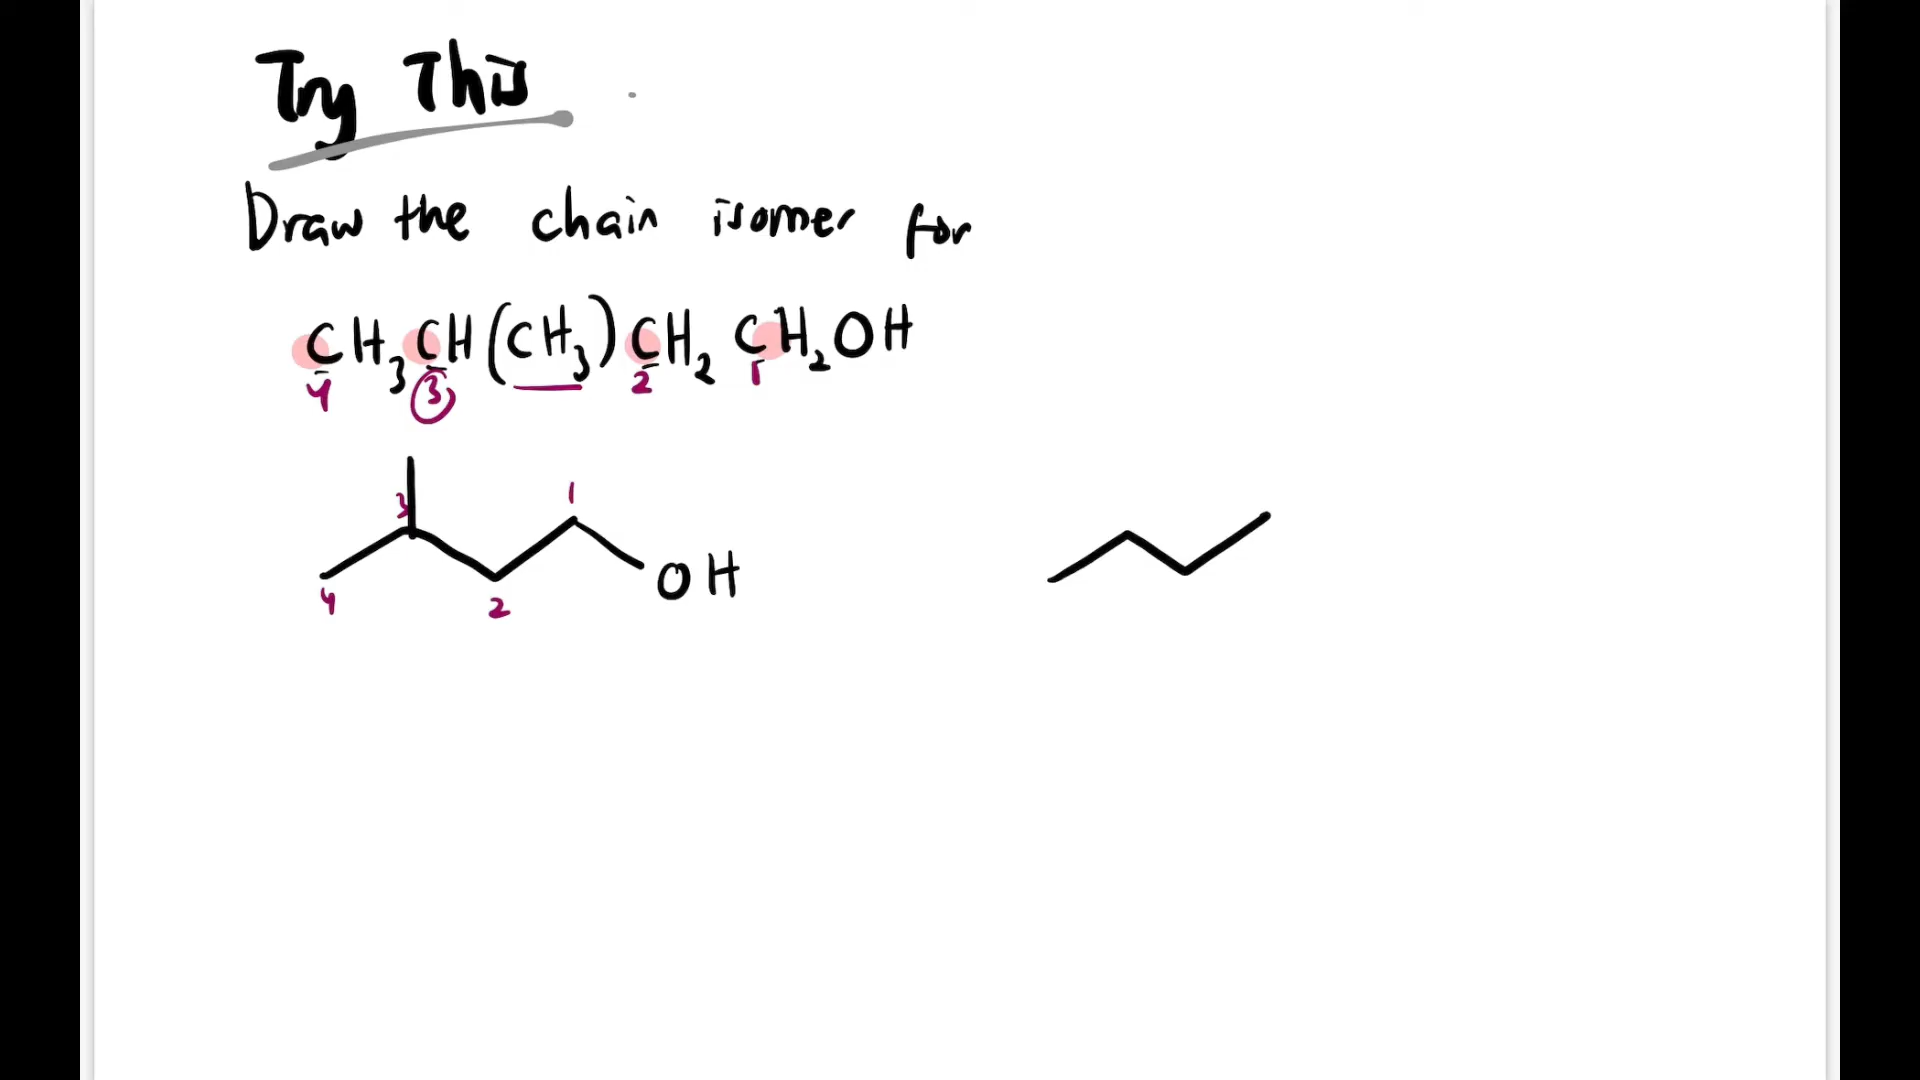 Try This
Draw the chain isomer for
CH₃CH(CH₃)CH₂CH₂OH
4 3 2 1
3 1
OH
4 2